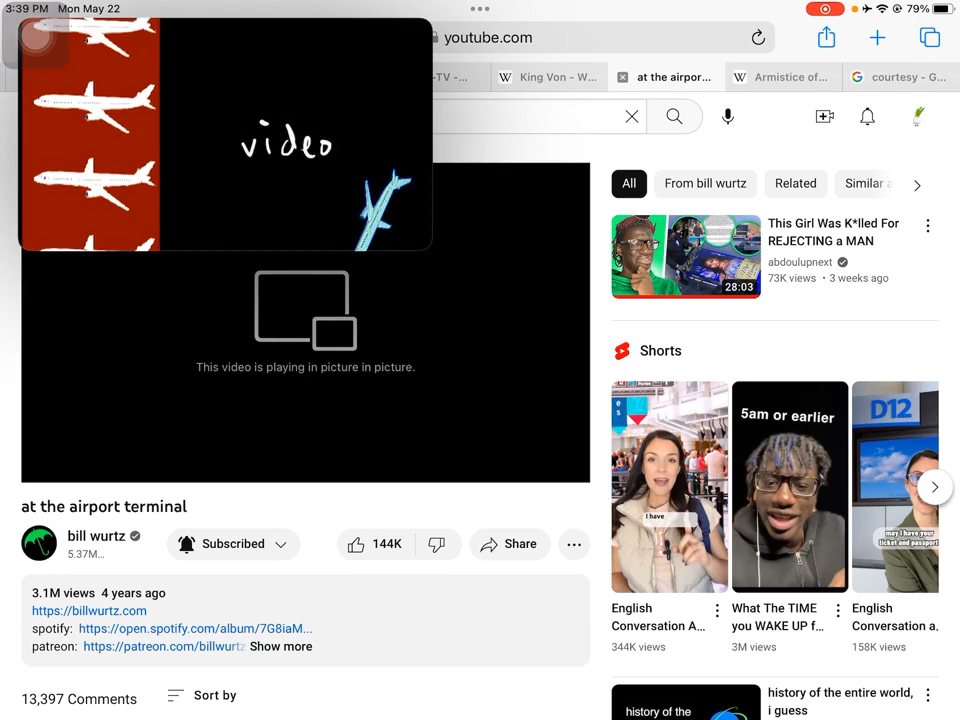 3:39 PM Mon May 22
79%
youtube.com
-TV -...
King Von - W...
at the airpor...
Armistice of...
courtesy - G...
video
This video is playing in picture in picture.
at the airport terminal
bill wurtz
5.37M...
Subscribed
144K
Share
3.1M views 4 years ago
https://billwurtz.com
spotify: https://open.spotify.com/album/7G8iaM...
patreon: https://patreon.com/billwurtz Show more
13,397 Comments
Sort by
All
From bill wurtz
Related
Similar
28:03
This Girl Was K*lled For
REJECTING a MAN
abdoulupnext
73K views • 3 weeks ago
Shorts
I have
5am or earlier
D12
may I have your
ticket and passport
English
Conversation A...
344K views
What The TIME
you WAKE UP f...
3M views
English
Conversation a.
158K views
history of the
history of the entire world,
i guess